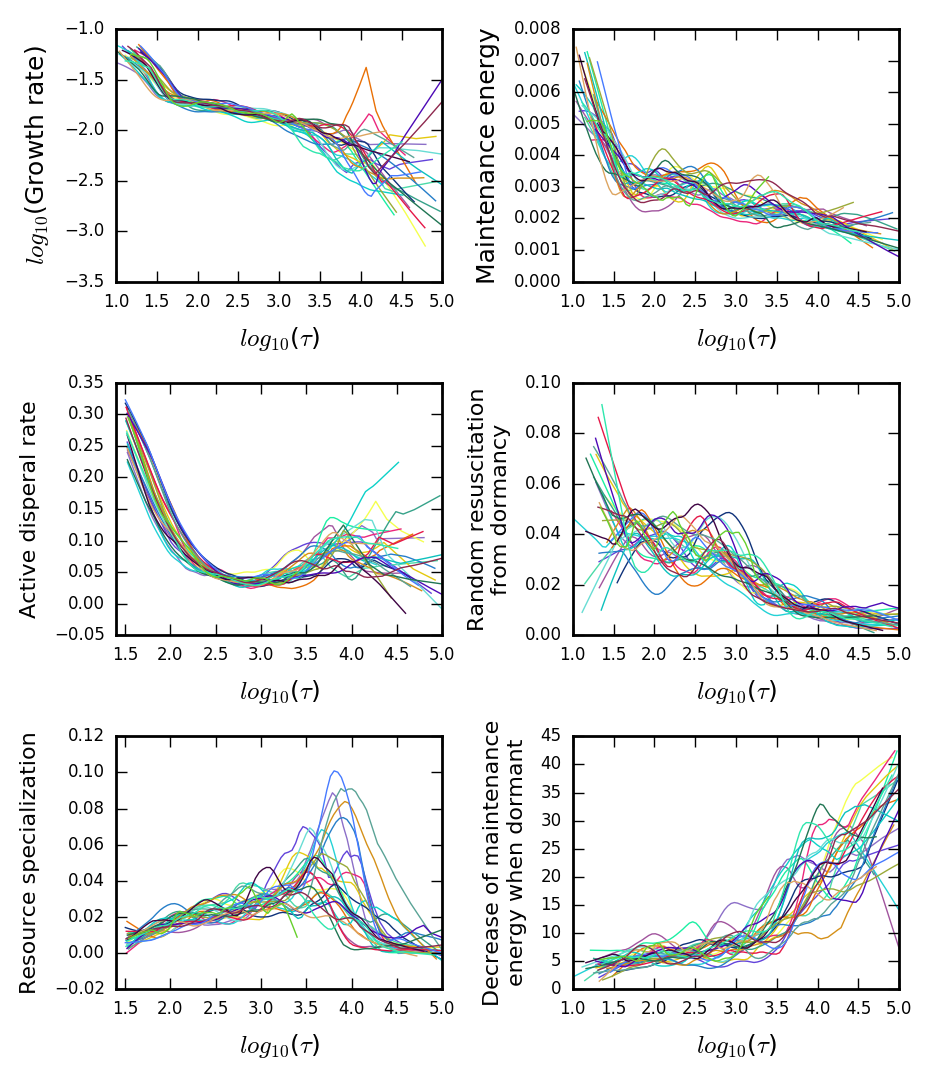 log10(Growth rate)
−1.0
−1.5
−2.0
−2.5
−3.0
−3.5
1.0 1.5 2.0 2.5 3.0 3.5 4.0 4.5 5.0
log10(τ)
Maintenance energy
0.008
0.007
0.006
0.005
0.004
0.003
0.002
0.001
0.000
1.0 1.5 2.0 2.5 3.0 3.5 4.0 4.5 5.0
log10(τ)
Active disperal rate
0.35
0.30
0.25
0.20
0.15
0.10
0.05
0.00
−0.05
1.5 2.0 2.5 3.0 3.5 4.0 4.5 5.0
log10(τ)
Random resuscitation
from dormancy
0.10
0.08
0.06
0.04
0.02
0.00
1.0 1.5 2.0 2.5 3.0 3.5 4.0 4.5 5.0
log10(τ)
Resource specialization
0.12
0.10
0.08
0.06
0.04
0.02
0.00
−0.02
1.5 2.0 2.5 3.0 3.5 4.0 4.5 5.0
log10(τ)
Decrease of maintenance
energy when dormant
45
40
35
30
25
20
15
10
5
0
1.0 1.5 2.0 2.5 3.0 3.5 4.0 4.5 5.0
log10(τ)